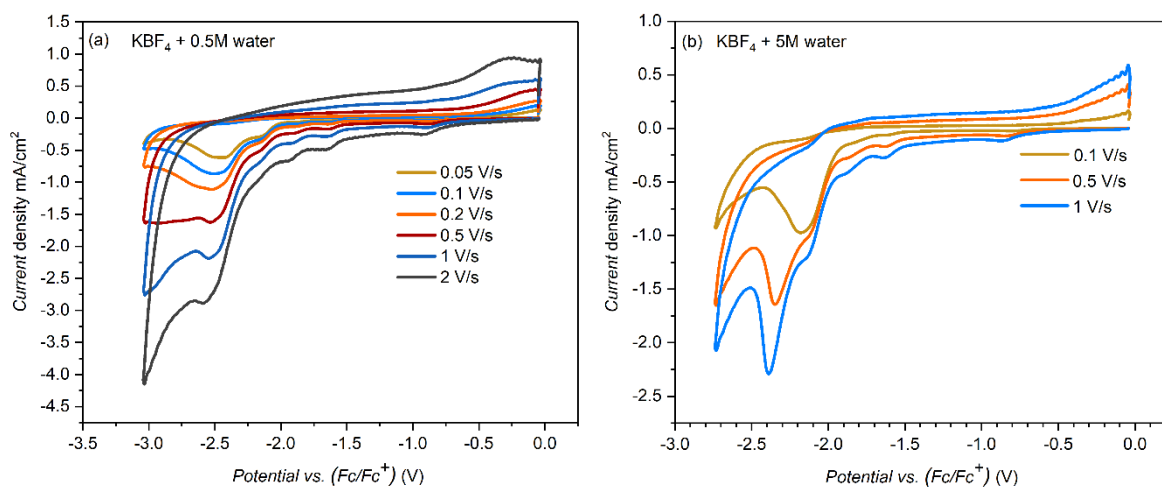 (a) KBF4 + 0.5M water
1.5
1.0
0.5
0.0
-0.5
-1.0
-1.5
-2.0
-2.5
-3.0
-3.5
-4.0
-4.5
Current density mA/cm2
0.05 V/s
0.1 V/s
0.2 V/s
0.5 V/s
1 V/s
2 V/s
-3.5 -3.0 -2.5 -2.0 -1.5 -1.0 -0.5 0.0
Potential vs. (Fc/Fc+) (V)
(b) KBF4 + 5M water
1.0
0.5
0.0
-0.5
-1.0
-1.5
-2.0
-2.5
Current density mA/cm2
0.1 V/s
0.5 V/s
1 V/s
-3.0 -2.5 -2.0 -1.5 -1.0 -0.5 0.0
Potential vs. (Fc/Fc+) (V)